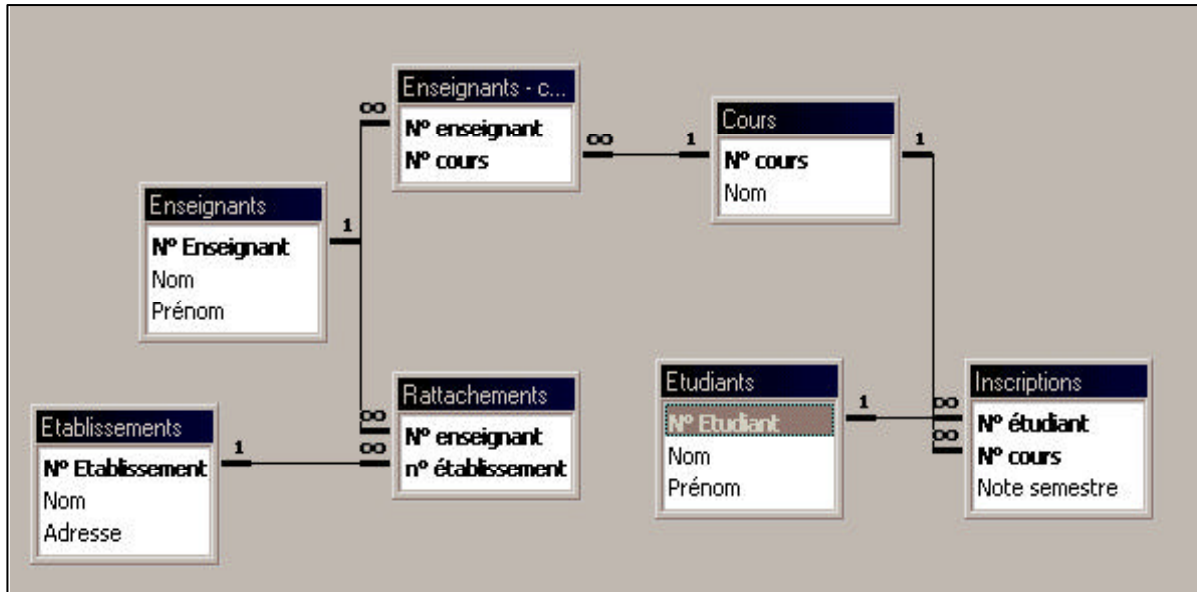 Enseignants - c...
∞
Nº enseignant
Nº cours
∞
1
Cours
1
Nº cours
Nom
Enseignants
1
Nº Enseignant
Nom
Prénom
Rattachements
∞
Nº enseignant
∞
nº établissement
Etablissements
1
Nº Etablissement
Nom
Adresse
Etudiants
1
Nº Etudiant
Nom
Prénom
Inscriptions
∞
Nº étudiant
∞
Nº cours
Note semestre